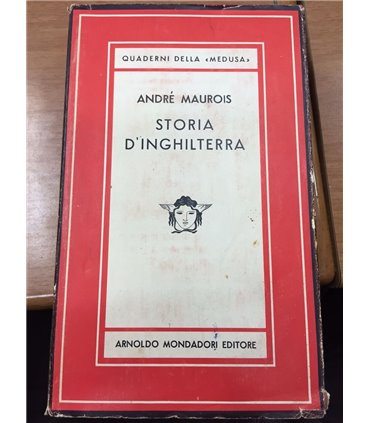 QUADERNI DELLA «MEDUSA»
ANDRÉ MAUROIS
STORIA
D'INGHILTERRA
ARNOLDO MONDADORI EDITORE